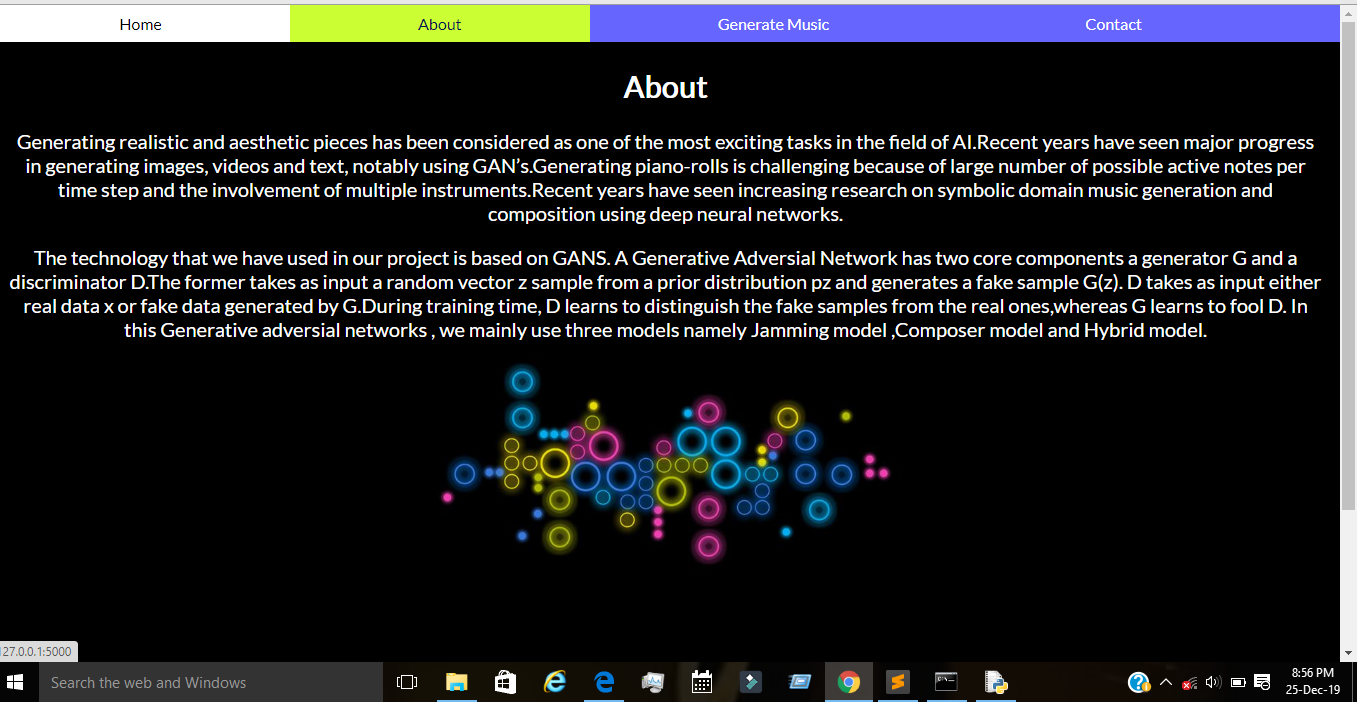 Home About Generate Music Contact
About
Generating realistic and aesthetic pieces has been considered as one of the most exciting tasks in the field of AI.Recent years have seen major progress
in generating images, videos and text, notably using GAN’s.Generating piano-rolls is challenging because of large number of possible active notes per
time step and the involvement of multiple instruments.Recent years have seen increasing research on symbolic domain music generation and
composition using deep neural networks.
The technology that we have used in our project is based on GANS. A Generative Adversial Network has two core components a generator G and a
discriminator D.The former takes as input a random vector z sample from a prior distribution pz and generates a fake sample G(z). D takes as input either
real data x or fake data generated by G.During training time, D learns to distinguish the fake samples from the real ones,whereas G learns to fool D. In
this Generative adversial networks , we mainly use three models namely Jamming model ,Composer model and Hybrid model.
127.0.0.1:5000
Search the web and Windows
8:56 PM
25-Dec-19